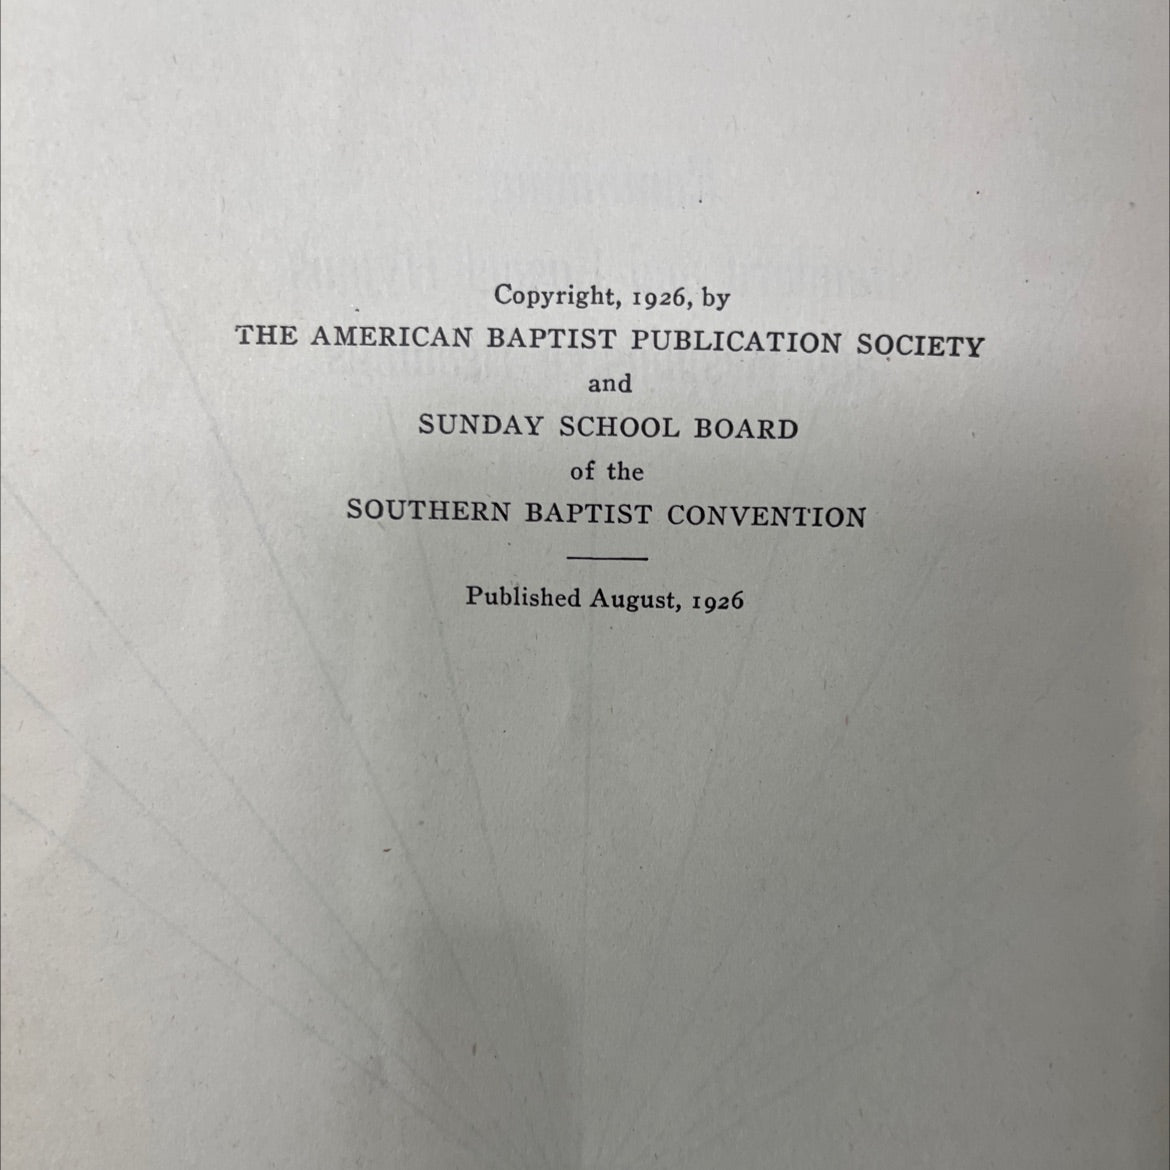 Copyright, 1926, by
THE AMERICAN BAPTIST PUBLICATION SOCIETY
and
SUNDAY SCHOOL BOARD
of the
SOUTHERN BAPTIST CONVENTION
Published August, 1926